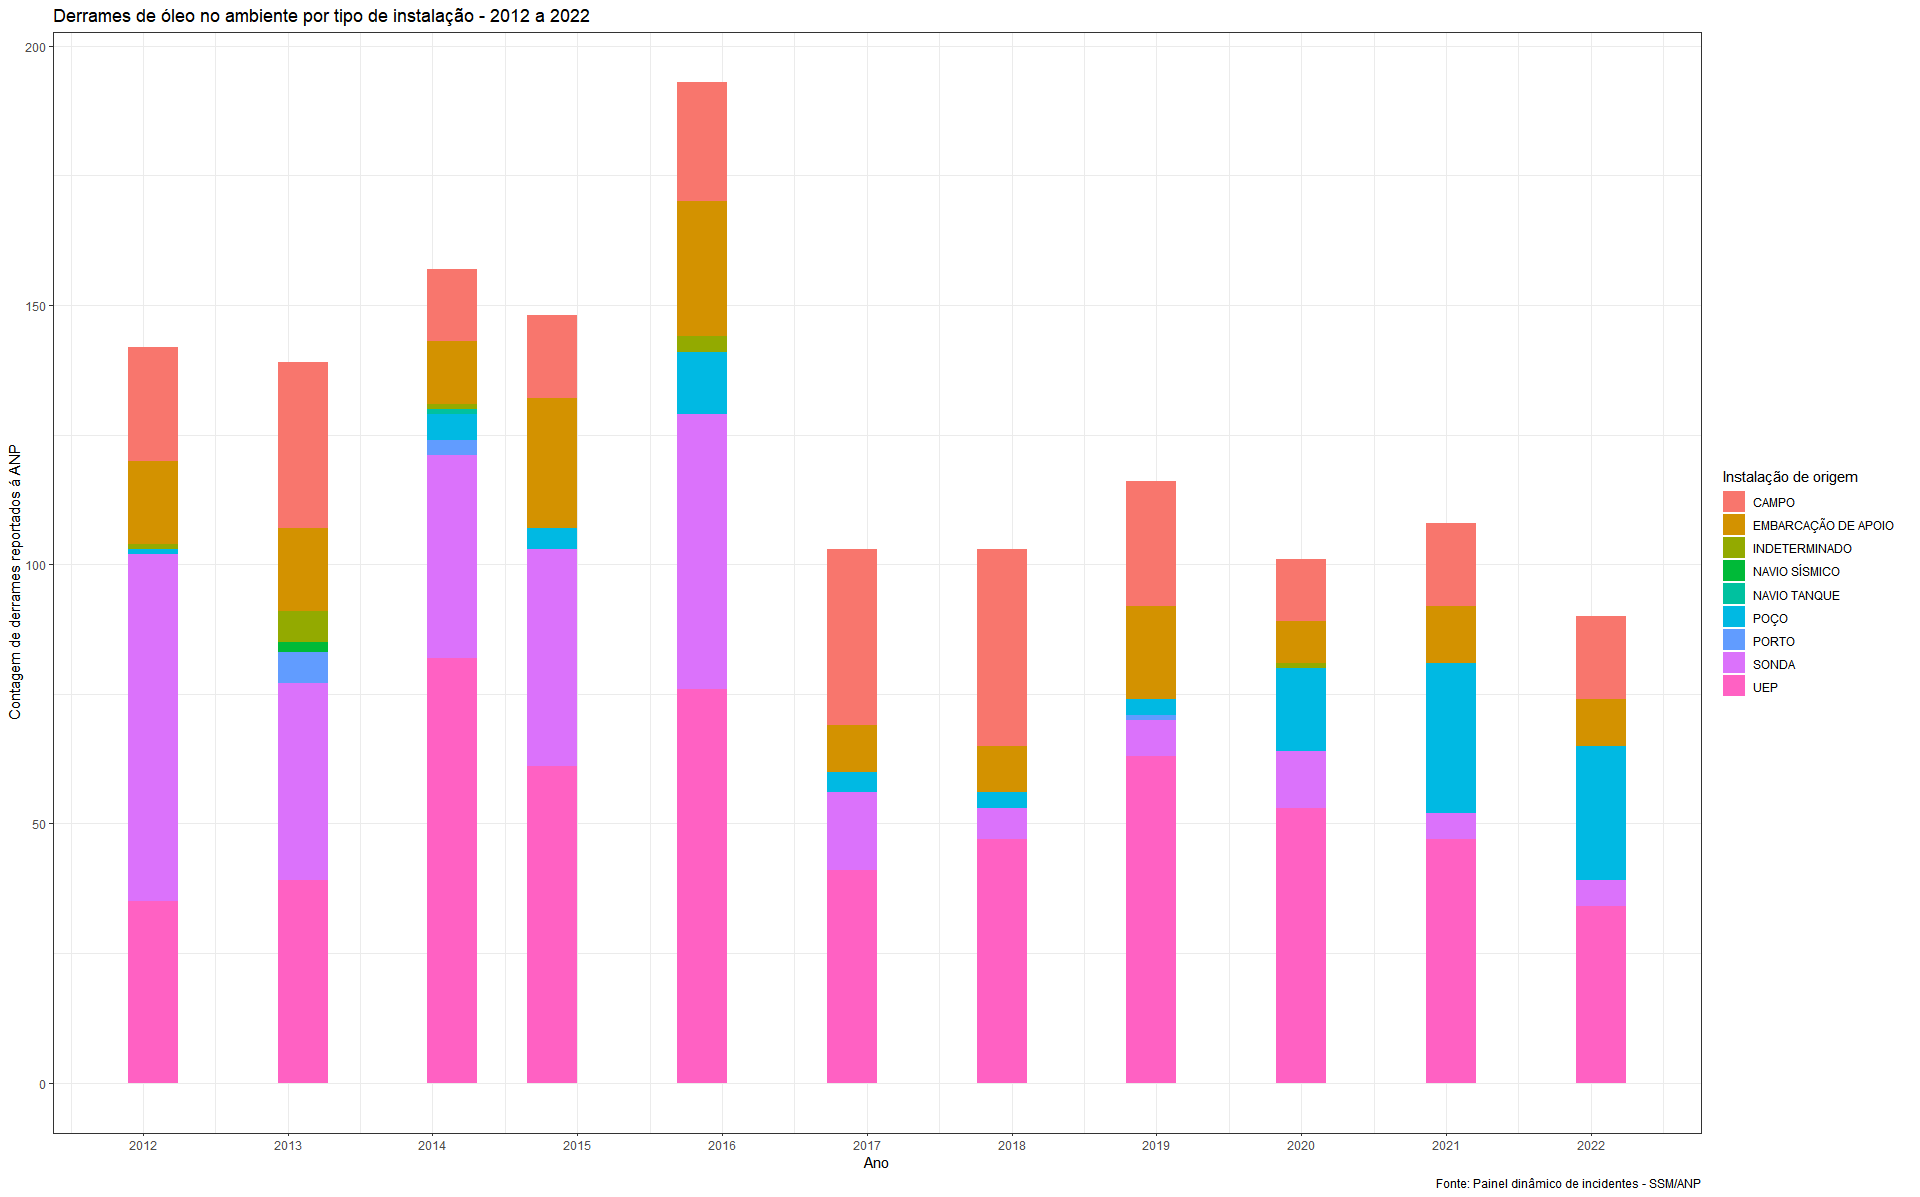 Derrames de óleo no ambiente por tipo de instalação - 2012 a 2022
Contagem de derrames reportados á ANP
200
150
100
50
0
2012 2013 2014 2015 2016 2017 2018 2019 2020 2021 2022
Ano
Instalação de origem
CAMPO
EMBARCAÇÃO DE APOIO
INDETERMINADO
NAVIO SÍSMICO
NAVIO TANQUE
POÇO
PORTO
SONDA
UEP
Fonte: Painel dinâmico de incidentes - SSM/ANP